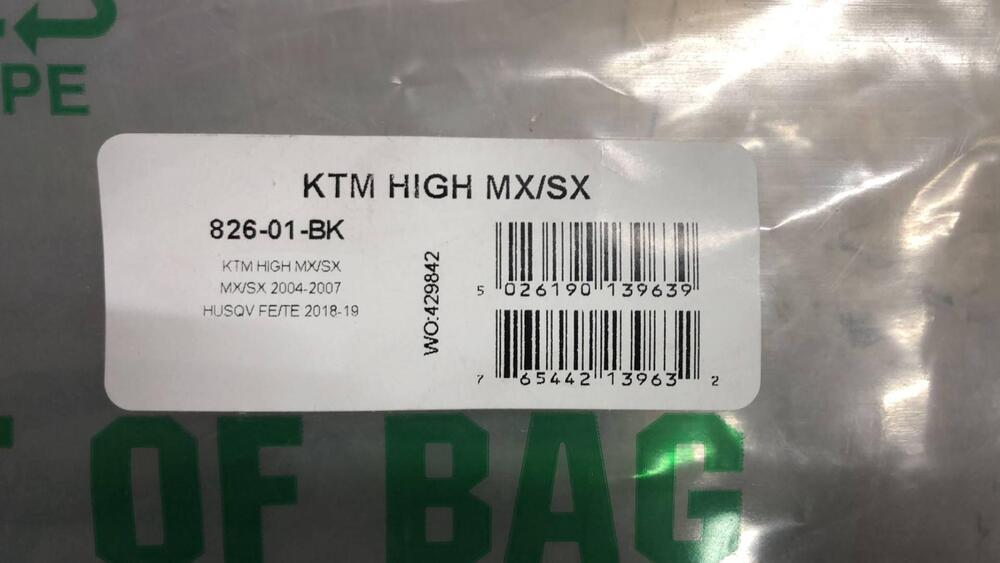 PE
KTM HIGH MX/SX
826-01-BK
KTM HIGH MX/SX
MX/SX 2004-2007
HUSQV FE/TE 2018-19
WO:429842
5 026190 139639
7 65442 13963 2
OF BAG